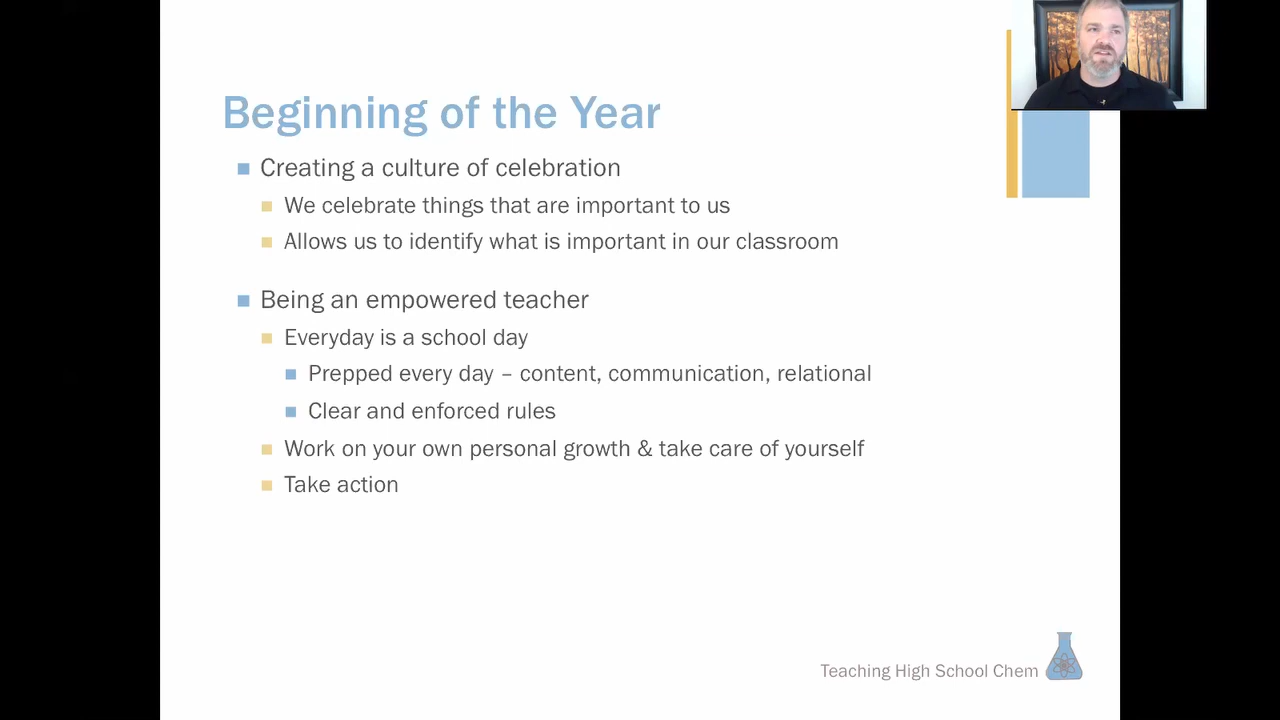 Beginning of the Year
Creating a culture of celebration
We celebrate things that are important to us
Allows us to identify what is important in our classroom
Being an empowered teacher
Everyday is a school day
Prepped every day – content, communication, relational
Clear and enforced rules
Work on your own personal growth & take care of yourself
Take action
Teaching High School Chem